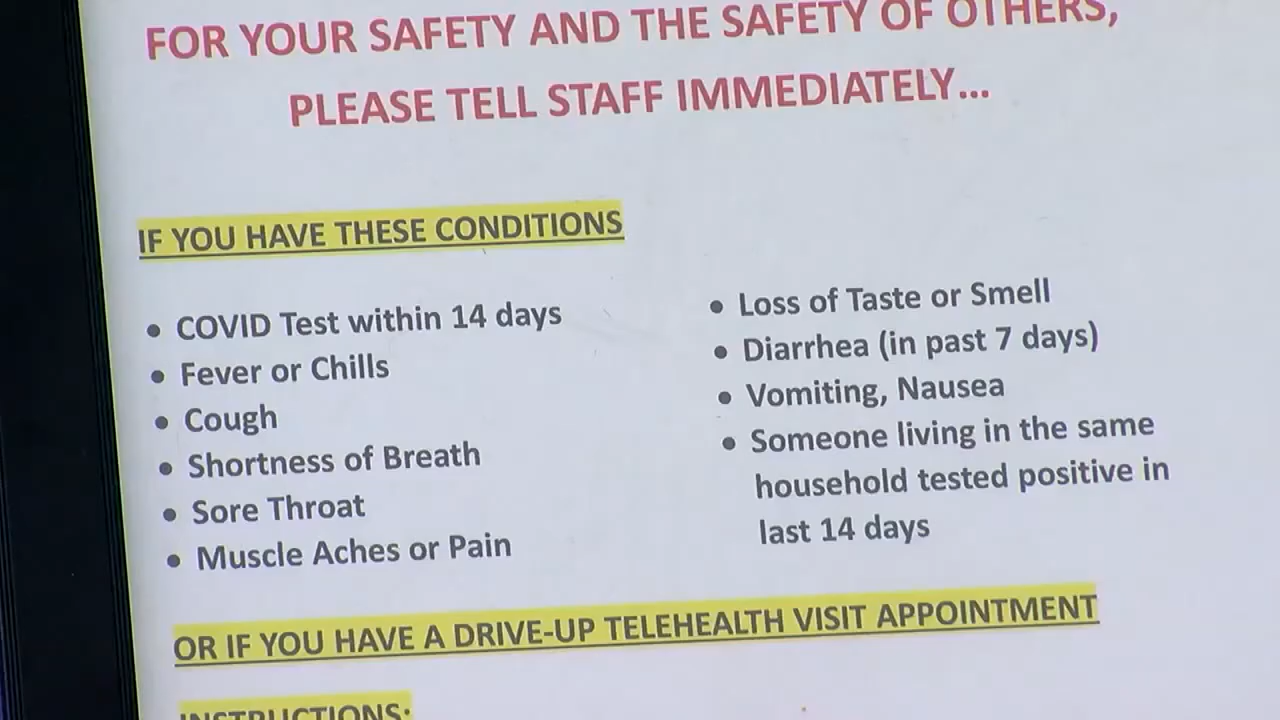 FOR YOUR SAFETY AND THE SAFETY OF OTHERS,
PLEASE TELL STAFF IMMEDIATELY...
IF YOU HAVE THESE CONDITIONS
• COVID Test within 14 days
• Fever or Chills
• Cough
• Shortness of Breath
• Sore Throat
• Muscle Aches or Pain
• Loss of Taste or Smell
• Diarrhea (in past 7 days)
• Vomiting, Nausea
• Someone living in the same
household tested positive in
last 14 days
OR IF YOU HAVE A DRIVE-UP TELEHEALTH VISIT APPOINTMENT
INSTRUCTIONS: